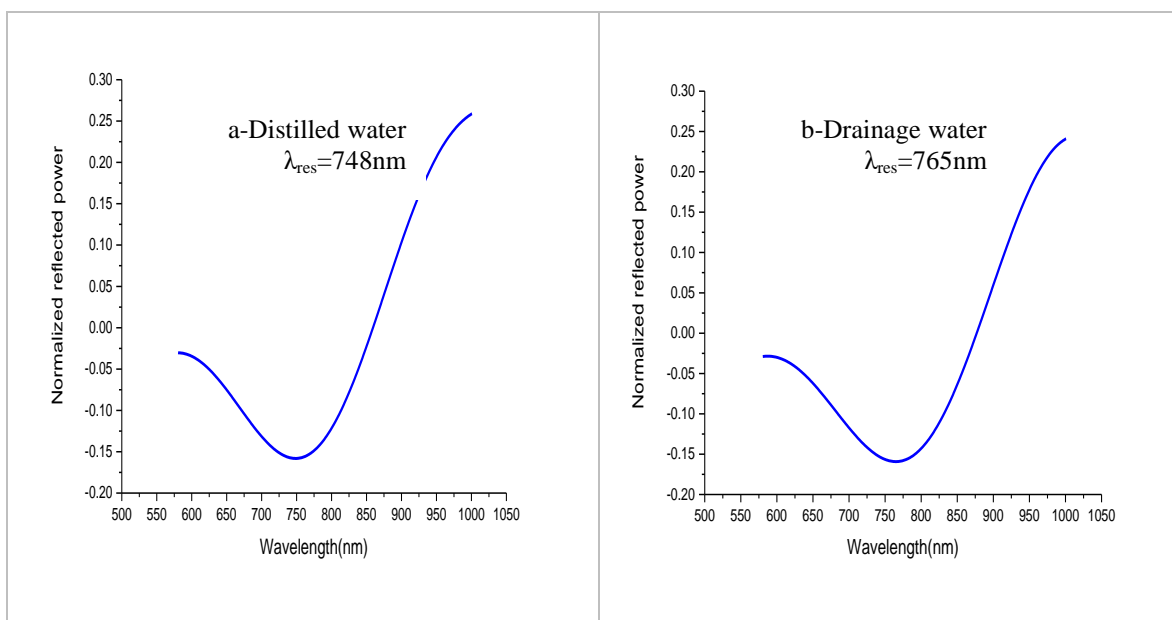 a-Distilled water
λres=748nm
Normalized reflected power
0.30
0.25
0.20
0.15
0.10
0.05
0.00
-0.05
-0.10
-0.15
-0.20
500 550 600 650 700 750 800 850 900 950 1000 1050
Wavelength(nm)
b-Drainage water
λres=765nm
Normalized reflected power
0.30
0.25
0.20
0.15
0.10
0.05
0.00
-0.05
-0.10
-0.15
-0.20
500 550 600 650 700 750 800 850 900 950 1000 1050
Wavelength(nm)